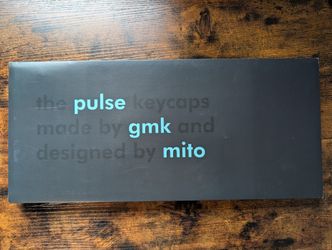 the pulse keycaps
made by gmk and
designed by mito